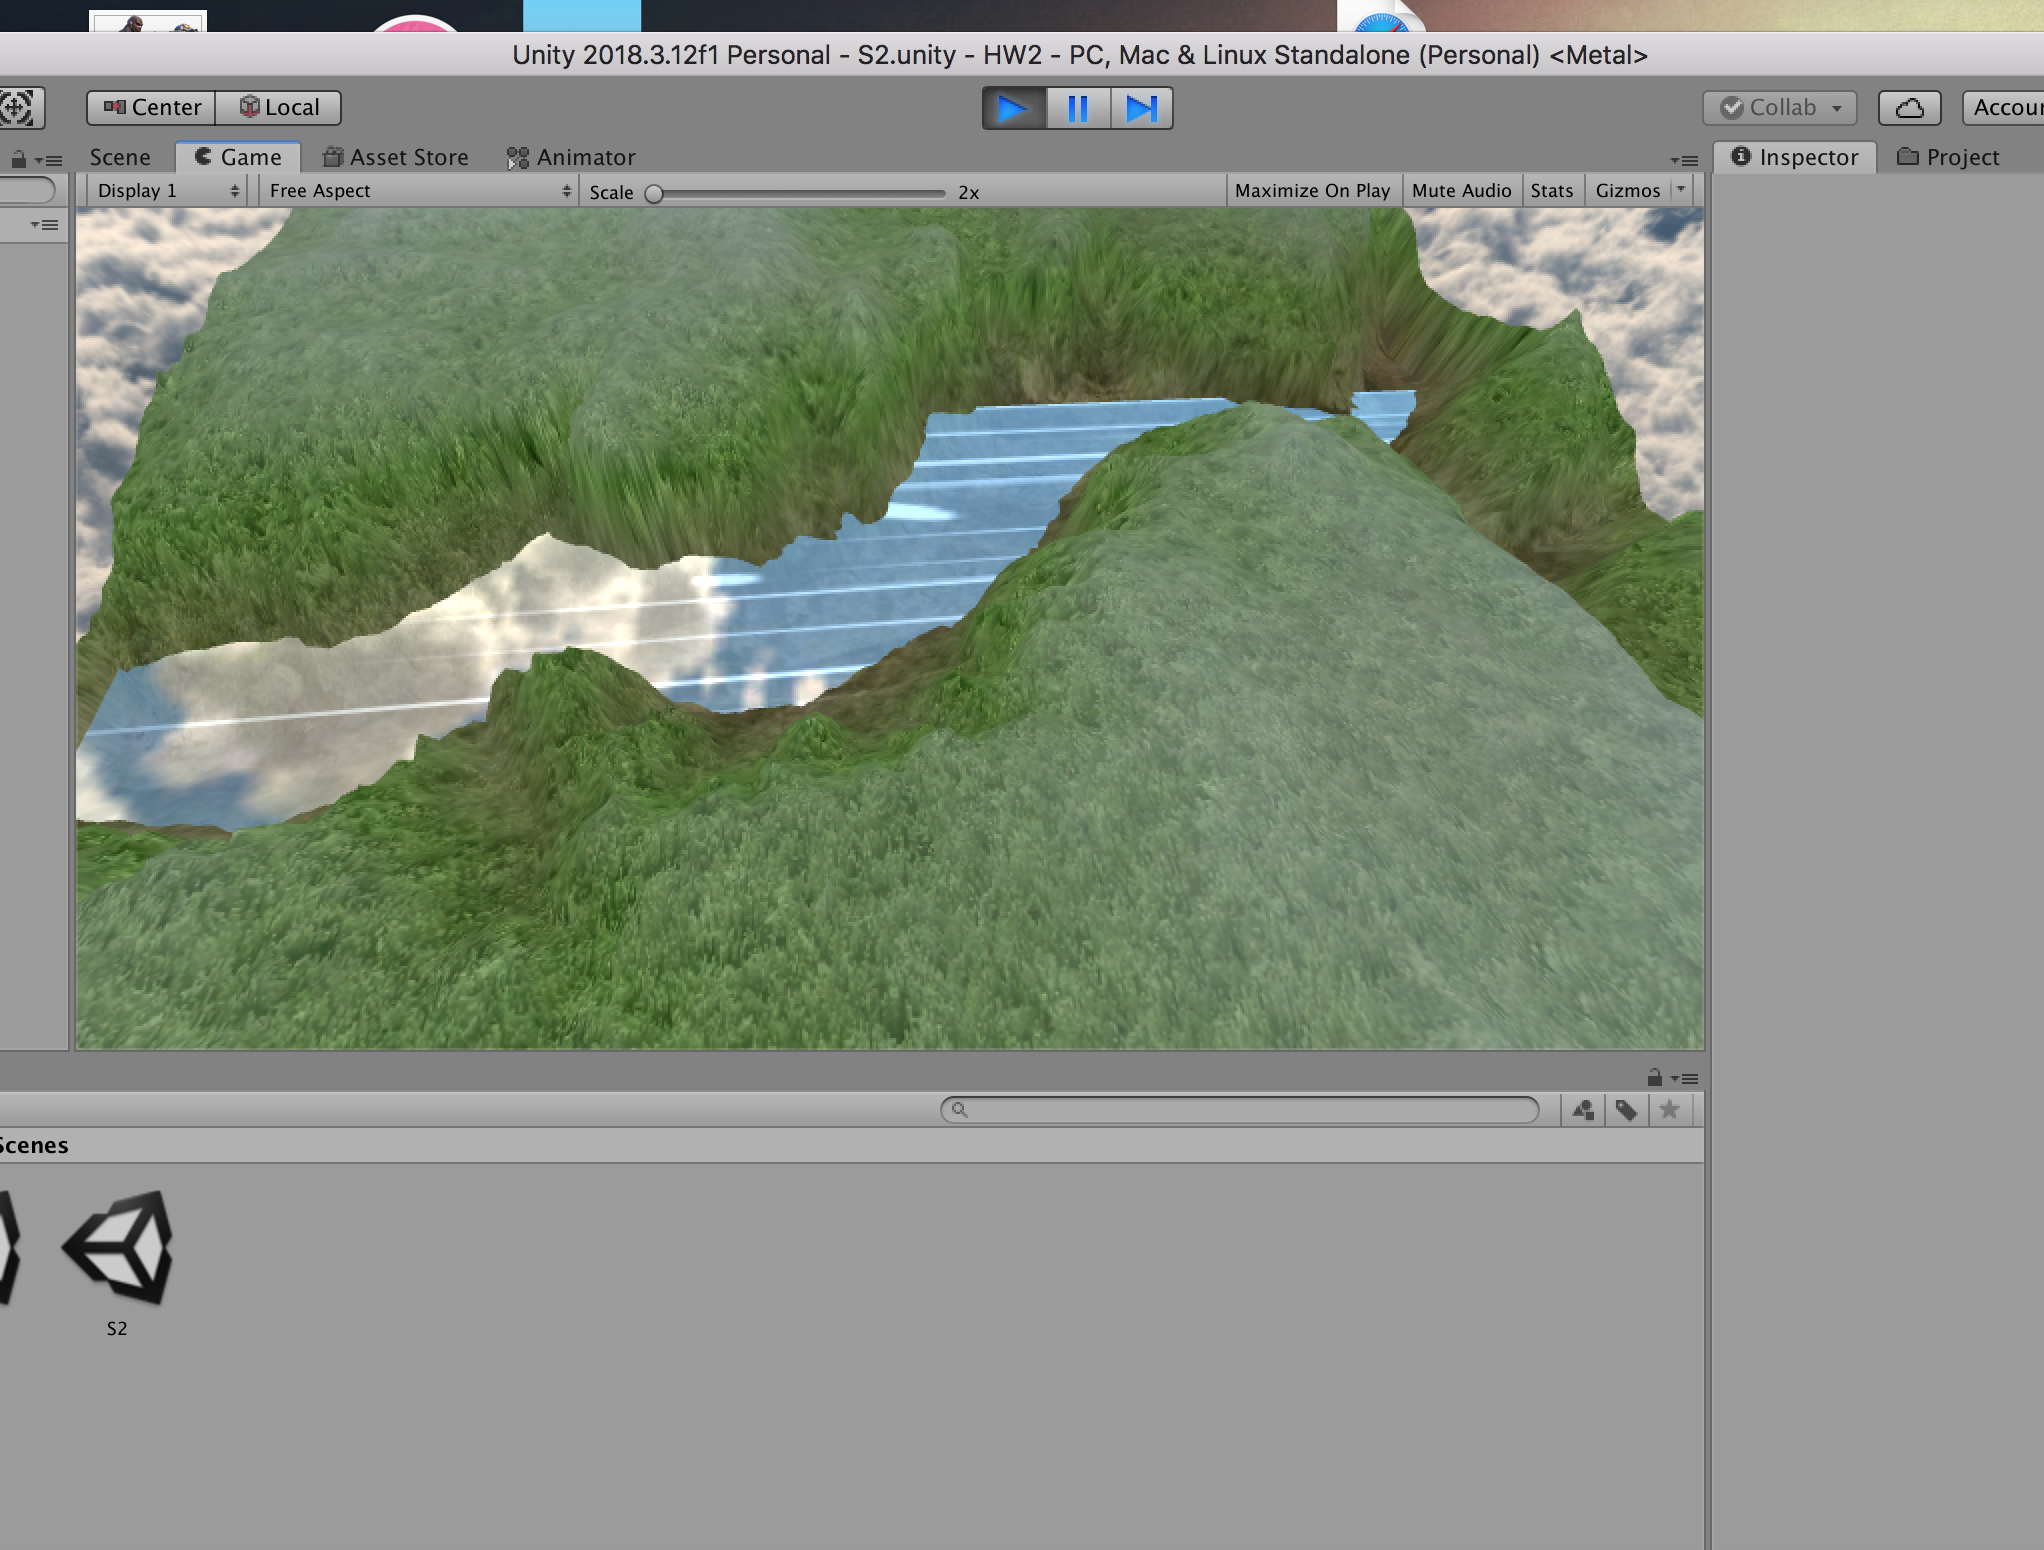 Unity 2018.3.12f1 Personal - S2.unity - HW2 - PC, Mac & Linux Standalone (Personal) <Metal>
Center Local Collab Accour
Scene Game Asset Store Animator Inspector Project
Display 1 Free Aspect Scale 2x Maximize On Play Mute Audio Stats Gizmos
Scenes
S2